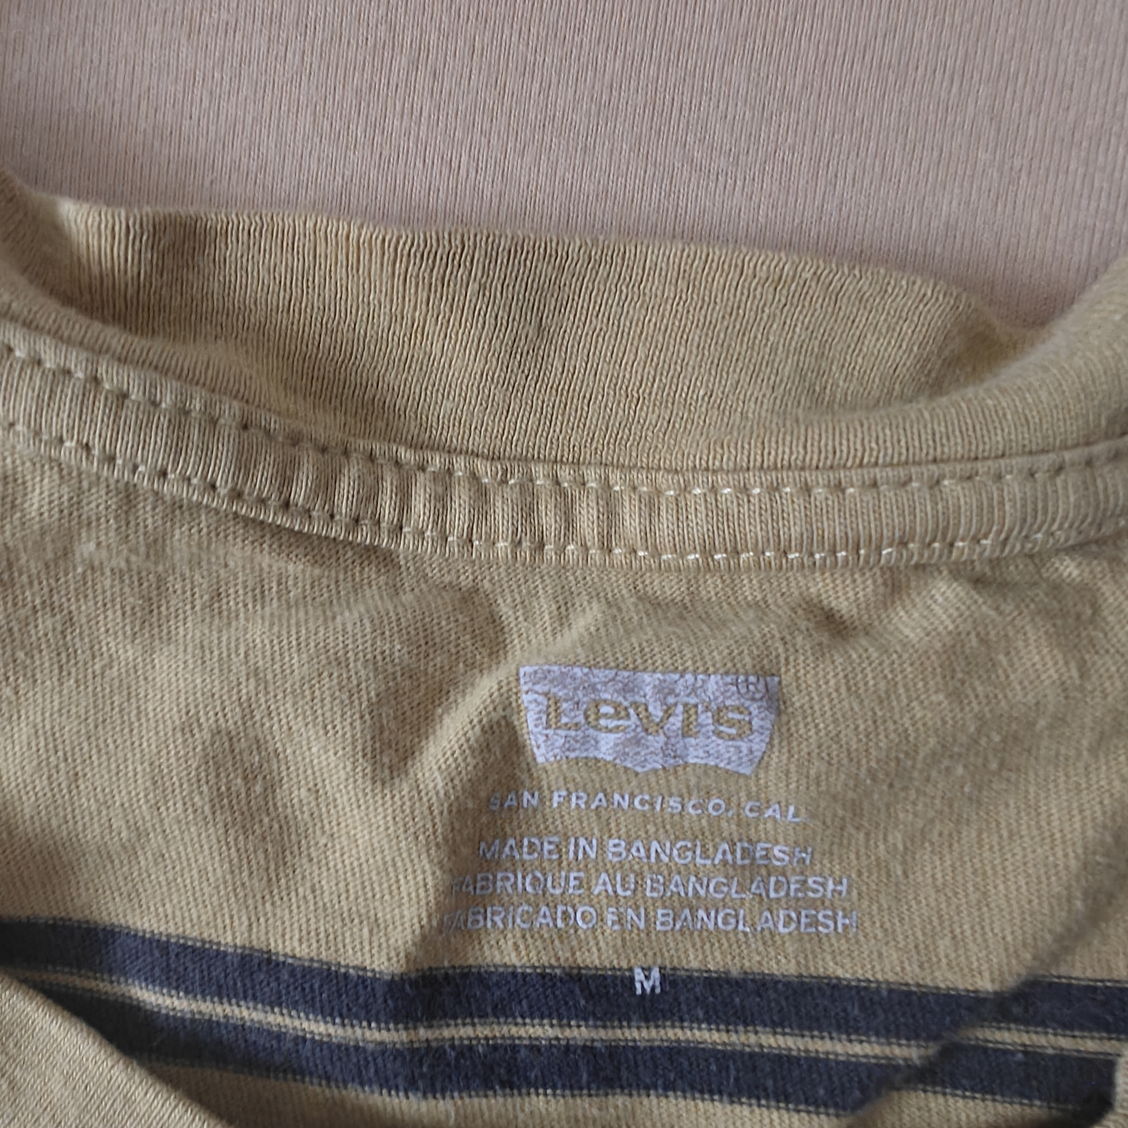 Levi's ®
SAN FRANCISCO, CAL.
MADE IN BANGLADESH
FABRIQUE AU BANGLADESH
FABRICADO EN BANGLADESH
M